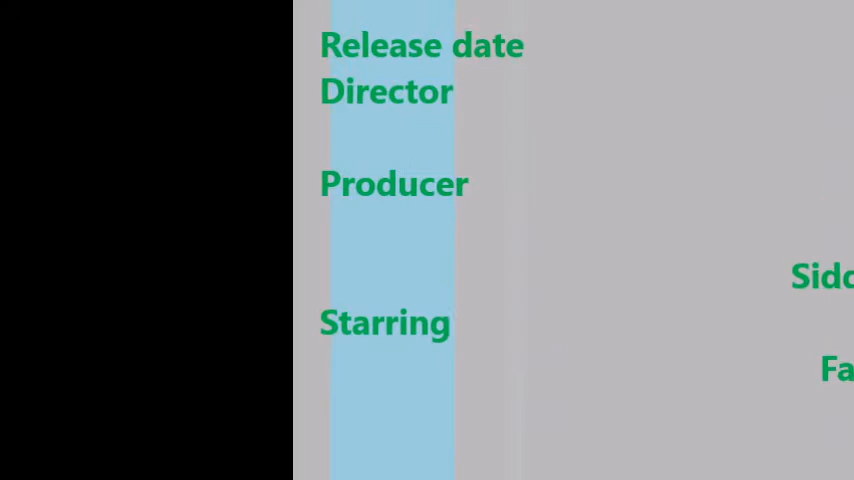 Release date
Director
Producer
Starring